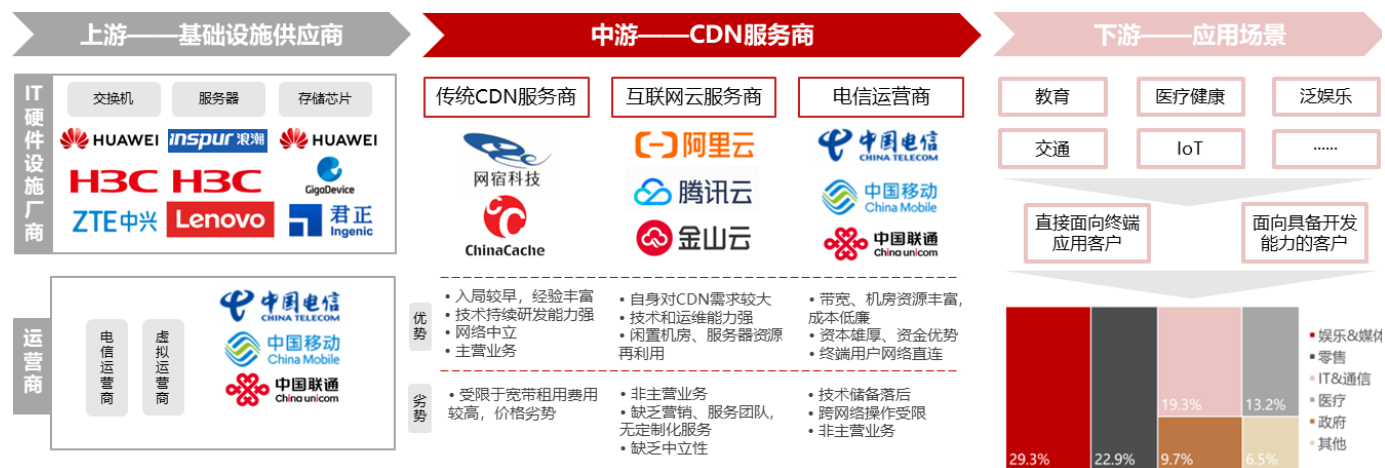 上游——基础设施供应商
中游——CDN服务商
下游——应用场景
IT硬件设施厂商
交换机
服务器
存储芯片
HUAWEI
inspur 浪潮
HUAWEI
H3C
H3C
GigaDevice
ZTE中兴
Lenovo
君正
Ingenic
运营商
电信运营商
虚拟运营商
中国电信
CHINA TELECOM
中国移动
China Mobile
中国联通
China unicom
传统CDN服务商
互联网云服务商
电信运营商
网宿科技
ChinaCache
阿里云
腾讯云
金山云
中国电信
CHINA TELECOM
中国移动
China Mobile
中国联通
China unicom
优势
• 入局较早，经验丰富
• 技术持续研发能力强
• 网络中立
• 主营业务
• 自身对CDN需求较大
• 技术和运维能力强
• 闲置机房、服务器资源
再利用
• 带宽、机房资源丰富，
成本低廉
• 资本雄厚、资金优势
• 终端用户网络直连
劣势
• 受限于宽带租用费用
较高，价格劣势
• 非主营业务
• 缺乏营销、服务团队，
无定制化服务
• 缺乏中立性
• 技术储备落后
• 跨网络操作受限
• 非主营业务
教育
医疗健康
泛娱乐
交通
IoT
......
直接面向终端
应用客户
面向具备开发
能力的客户
29.3%
22.9%
19.3%
13.2%
9.7%
6.5%
娱乐&媒体
零售
IT&通信
医疗
政府
其他